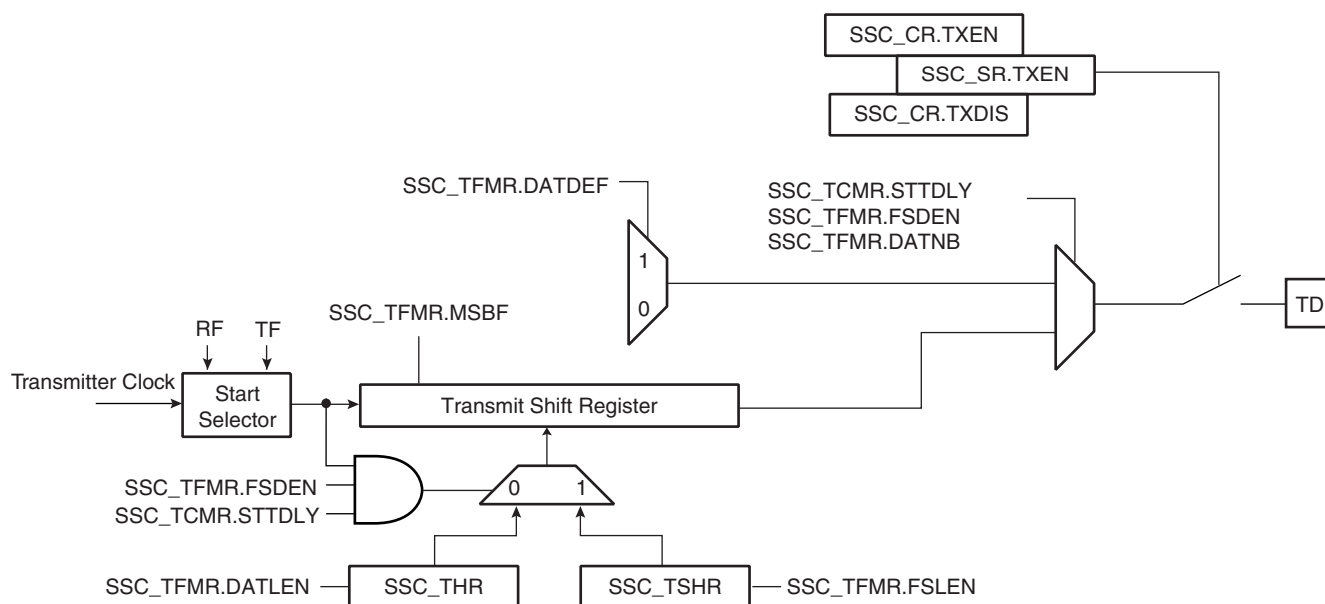 SSC_CR.TXEN
SSC_SR.TXEN
SSC_CR.TXDIS
SSC_TFMR.DATDEF
SSC_TCMR.STTDLY
SSC_TFMR.FSDEN
SSC_TFMR.DATNB
1
0
TD
SSC_TFMR.MSBF
RF
TF
Transmitter Clock
Start
Selector
Transmit Shift Register
SSC_TFMR.FSDEN
SSC_TCMR.STTDLY
0
1
SSC_TFMR.DATLEN
SSC_THR
SSC_TSHR
SSC_TFMR.FSLEN